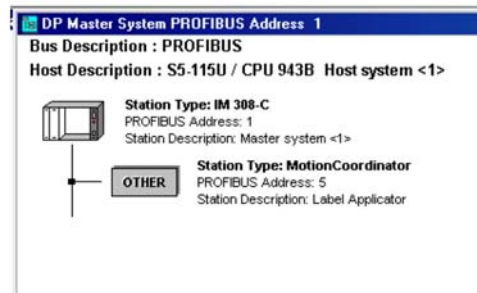 DP Master System PROFIBUS Address 1
Bus Description : PROFIBUS
Host Description : S5-115U / CPU 943B Host system <1>
Station Type: IM 308-C
PROFIBUS Address: 1
Station Description: Master system <1>
OTHER
Station Type: MotionCoordinator
PROFIBUS Address: 5
Station Description: Label Applicator